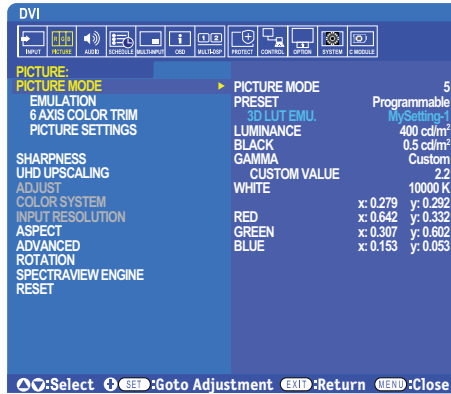 DVI
INPUT RGB PICTURE AUDIO SCHEDULE MULTI-INPUT OSD 1 2 MULTI-DSP PROTECT CONTROL OPTION SYSTEM C MODULE
PICTURE:
PICTURE MODE
EMULATION
6 AXIS COLOR TRIM
PICTURE SETTINGS
SHARPNESS
UHD UPSCALING
ADJUST
COLOR SYSTEM
INPUT RESOLUTION
ASPECT
ADVANCED
ROTATION
SPECTRAVIEW ENGINE
RESET
PICTURE MODE 5
PRESET Programmable
3D LUT EMU. MySetting-1
LUMINANCE 400 cd/m²
BLACK 0.5 cd/m²
GAMMA Custom
CUSTOM VALUE 2.2
WHITE 10000 K
x: 0.279 y: 0.292
RED x: 0.642 y: 0.332
GREEN x: 0.307 y: 0.602
BLUE x: 0.153 y: 0.053
:Select SET :Goto Adjustment EXIT :Return MENU :Close